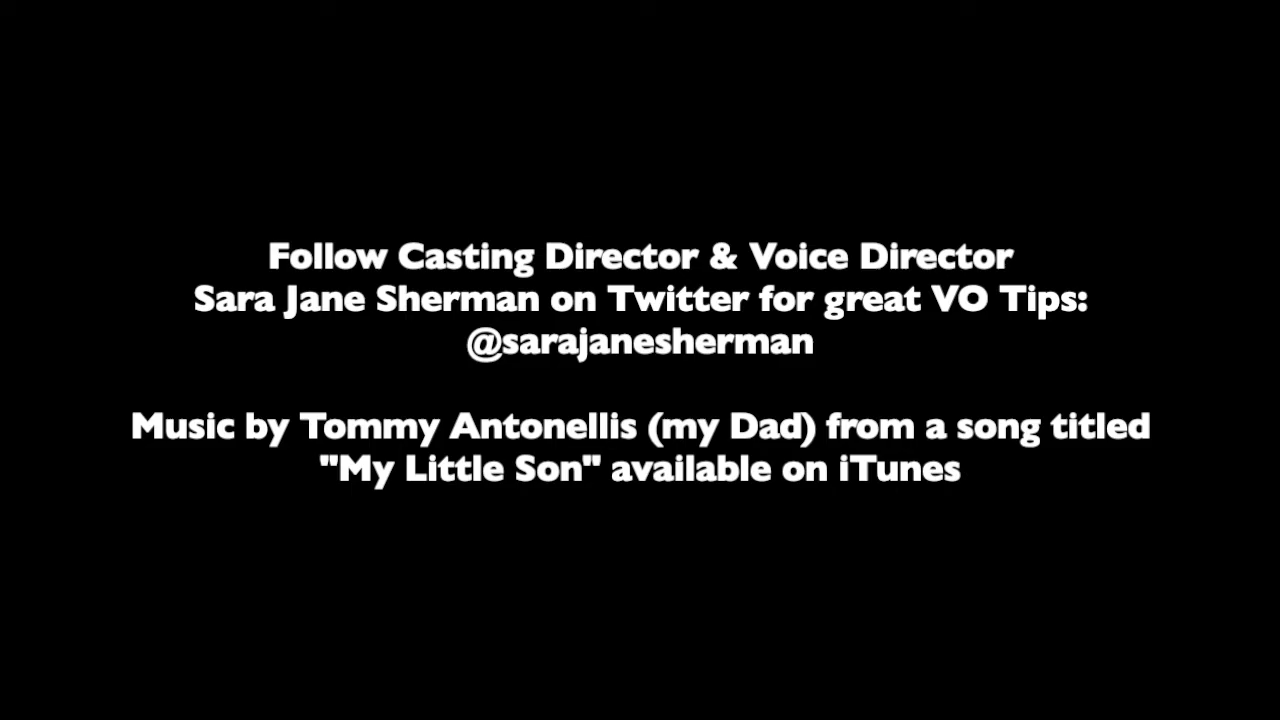 Follow Casting Director & Voice Director
Sara Jane Sherman on Twitter for great VO Tips:
@sarajanesherman
Music by Tommy Antonellis (my Dad) from a song titled
"My Little Son" available on iTunes